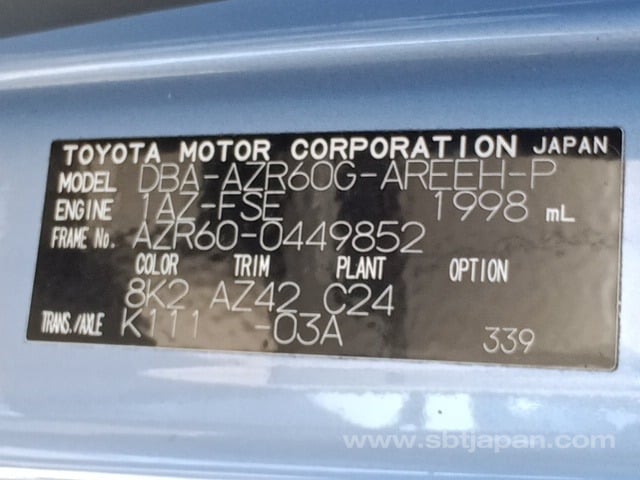 TOYOTA MOTOR CORPORATION JAPAN
MODEL DBA-AZR60G-AREEH-P
ENGINE 1AZ-FSE 1998 mL
FRAME No. AZR60-0449852
COLOR TRIM PLANT OPTION
8K2 AZ42 C24
TRANS./AXLE K111 -03A 339
www.sbtjapan.com